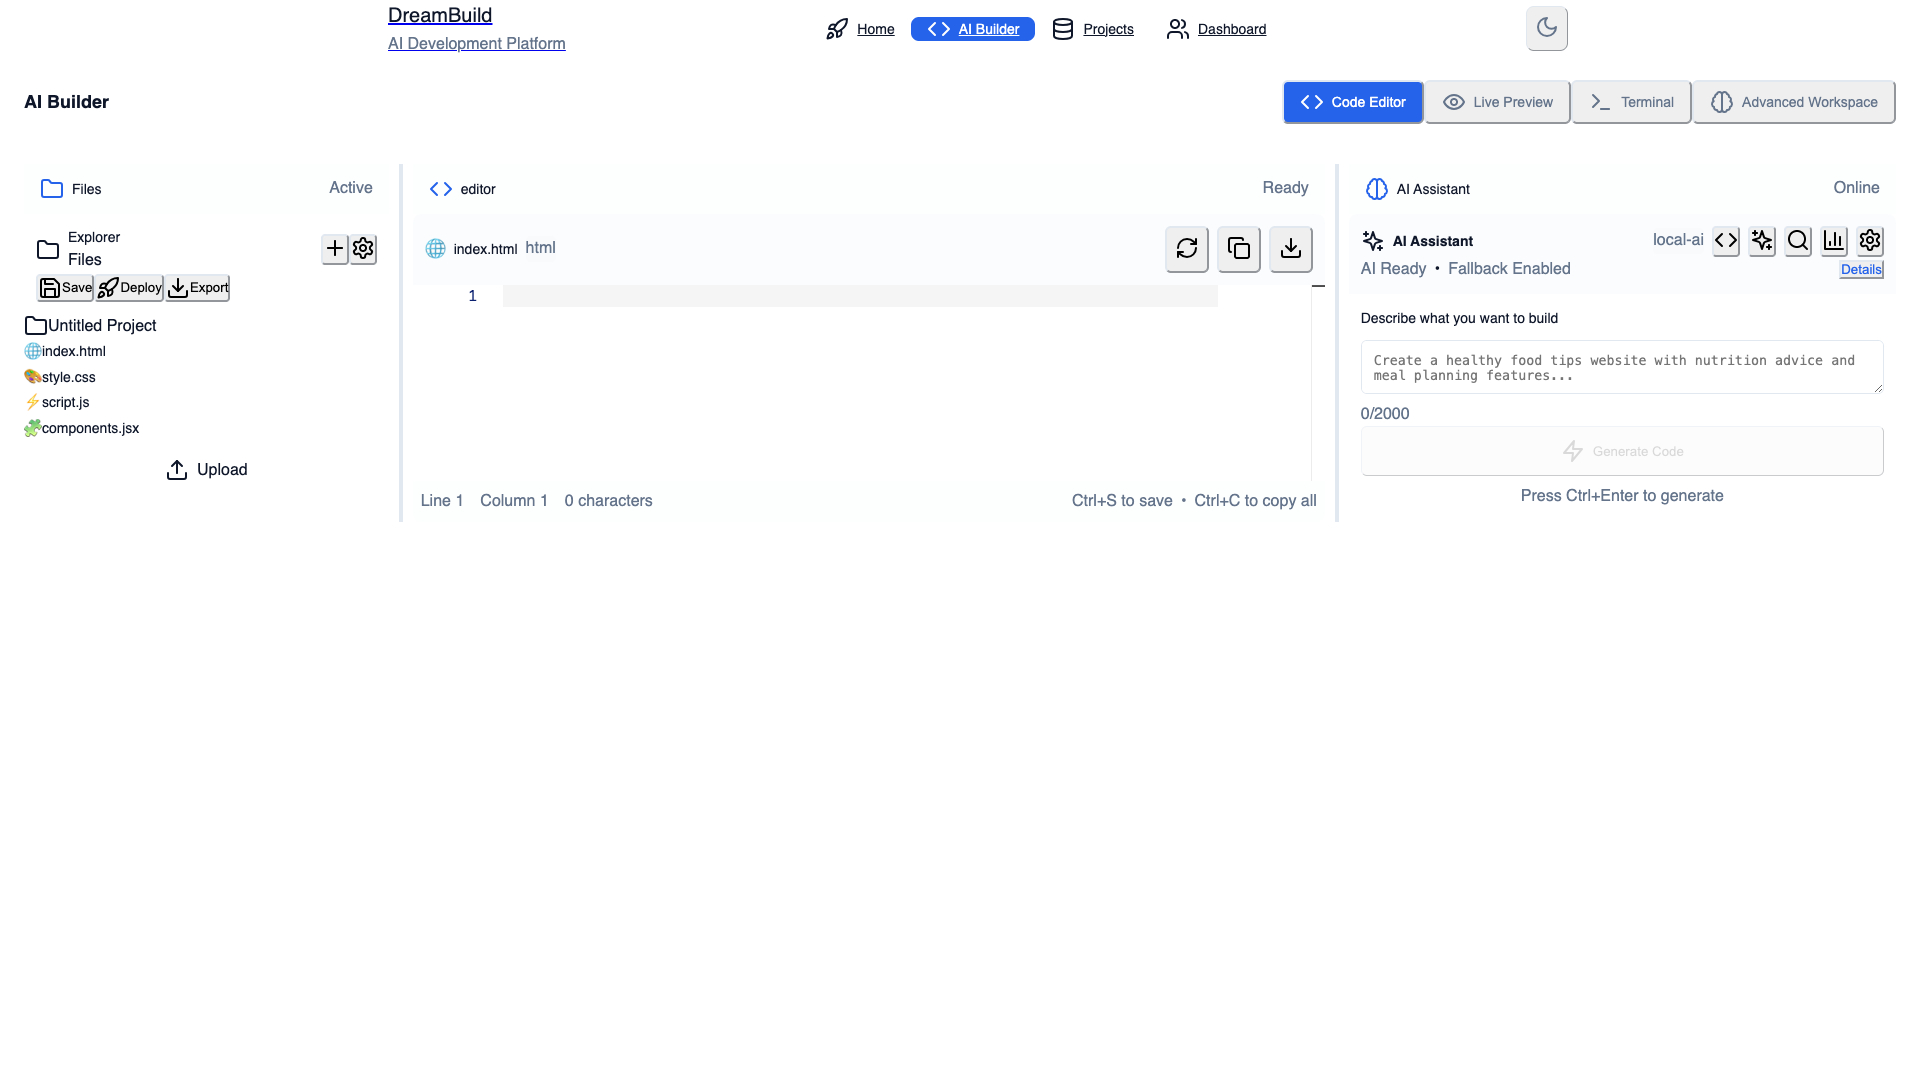 DreamBuild
AI Development Platform
Home
AI Builder
Projects
Dashboard
AI Builder
Code Editor
Live Preview
Terminal
Advanced Workspace
Files
Active
Explorer
Files
Save
Deploy
Export
Untitled Project
index.html
style.css
script.js
components.jsx
Upload
editor
Ready
index.html html
1
Line 1 Column 1 0 characters
Ctrl+S to save • Ctrl+C to copy all
AI Assistant
Online
AI Assistant
local-ai
AI Ready • Fallback Enabled
Details
Describe what you want to build
Create a healthy food tips website with nutrition advice and
meal planning features...
0/2000
Generate Code
Press Ctrl+Enter to generate